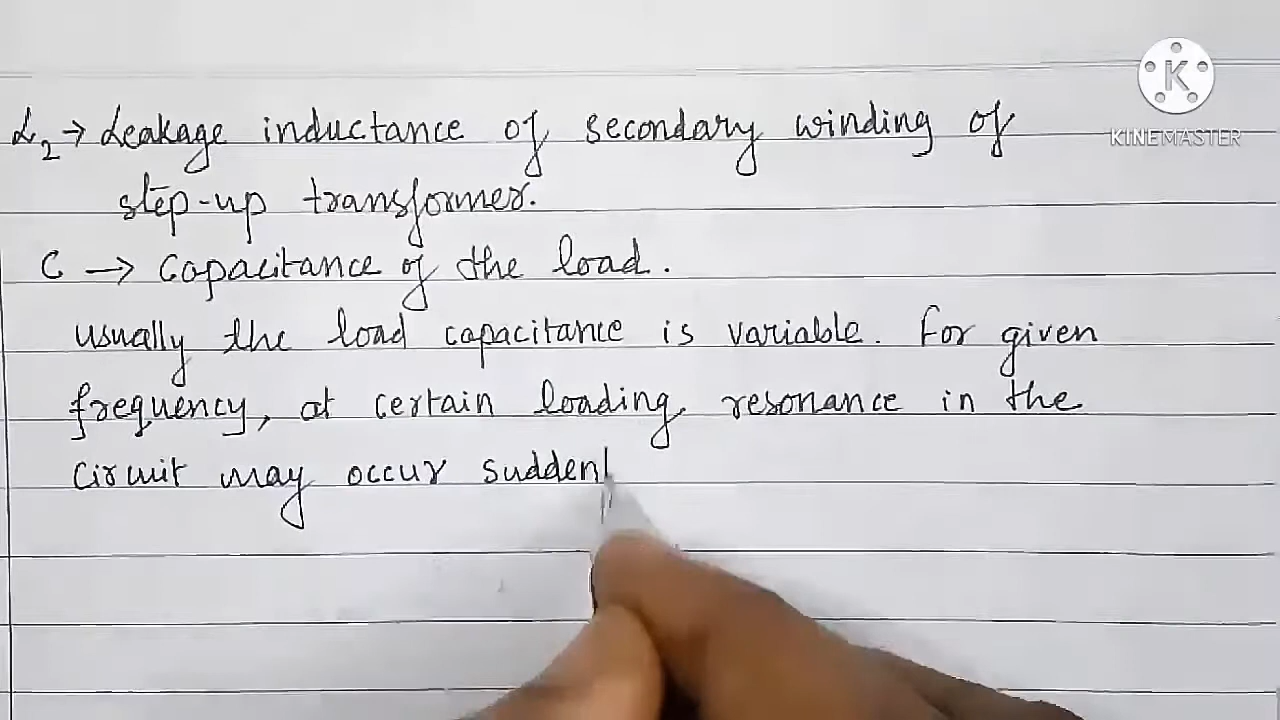 L2 → Leakage inductance of secondary winding of
step-up transformer.
C → Capacitance of the load.
usually the load capacitance is variable. For given
frequency, at certain loading, resonance in the
circuit may occur suddenl
K
KINEMASTER